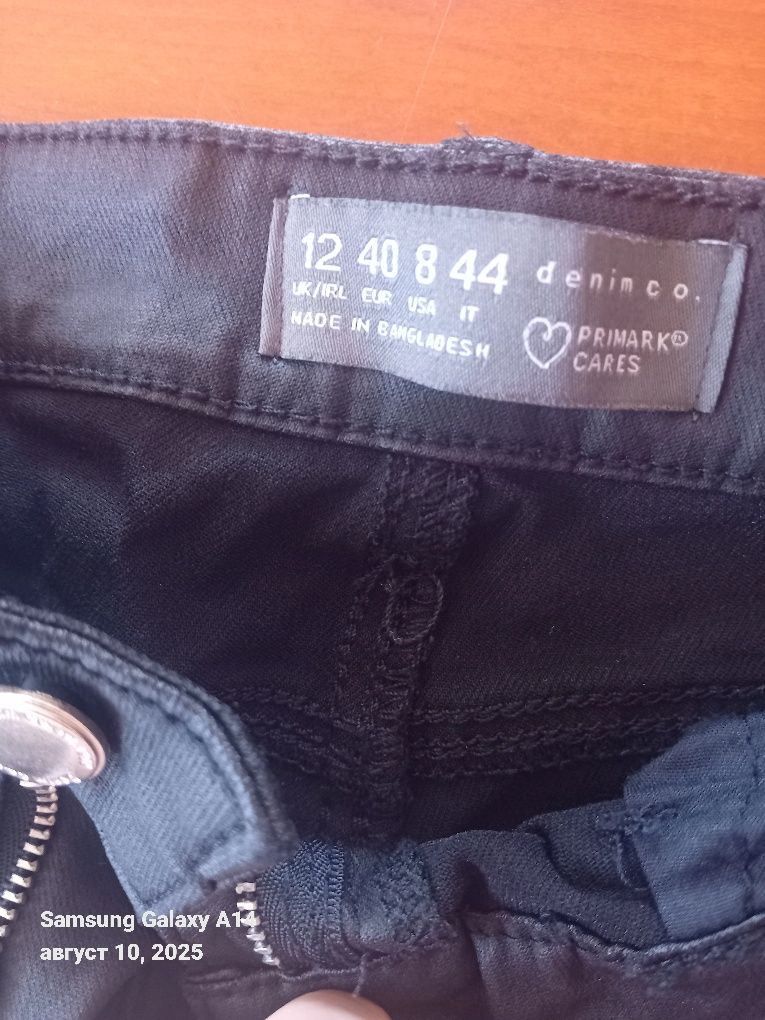 12 40 8 44
UK/IRL EUR USA IT
MADE IN BANGLADESH
denim co.
PRIMARK®
CARES
Samsung Galaxy A14
август 10, 2025